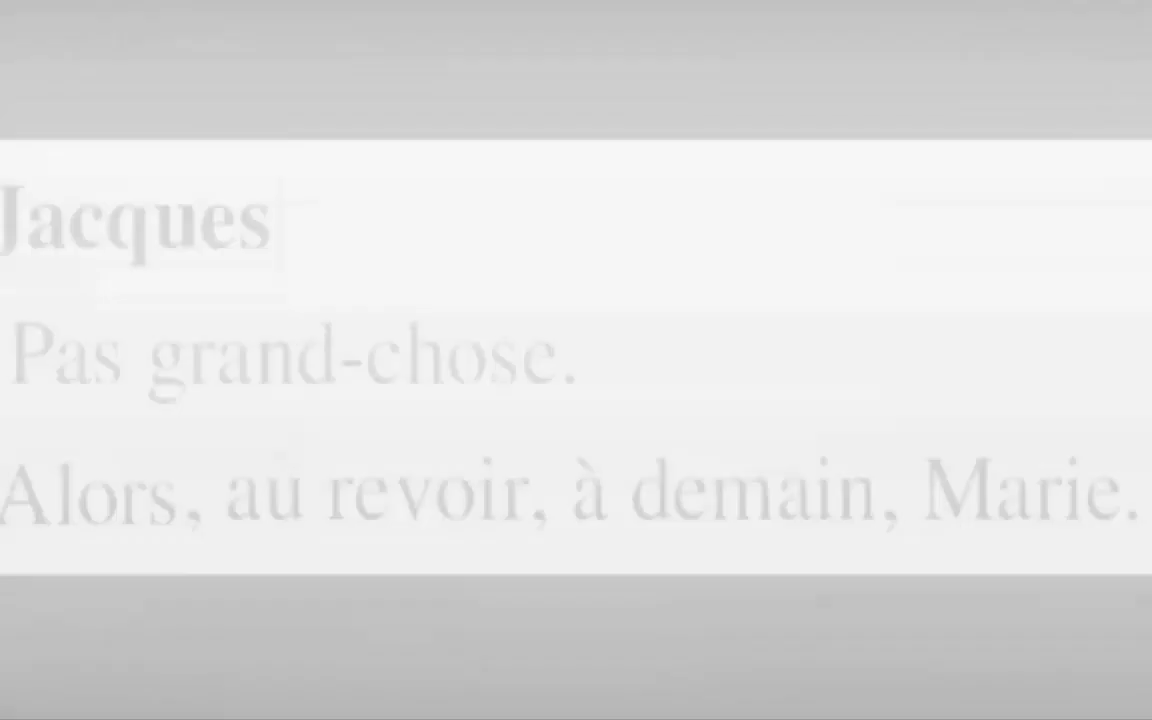 Jacques
Pas grand-chose.
Alors, au revoir, à demain, Marie.